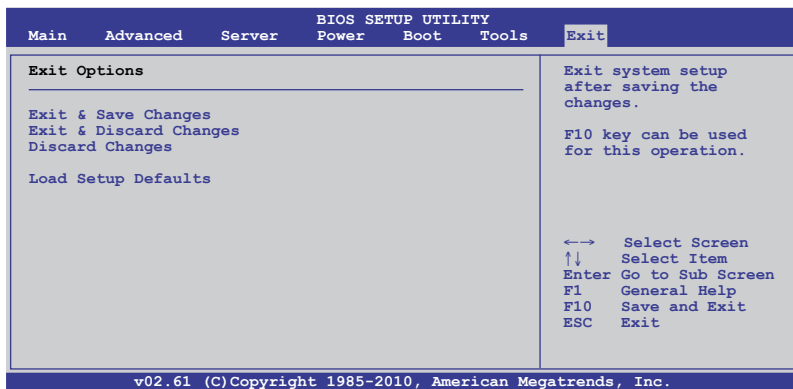 BIOS SETUP UTILITY
Main Advanced Server Power Boot Tools Exit
Exit Options
Exit & Save Changes
Exit & Discard Changes
Discard Changes
Load Setup Defaults
Exit system setup
after saving the
changes.
F10 key can be used
for this operation.
←→ Select Screen
↑↓ Select Item
Enter Go to Sub Screen
F1 General Help
F10 Save and Exit
ESC Exit
v02.61 (C)Copyright 1985-2010, American Megatrends, Inc.